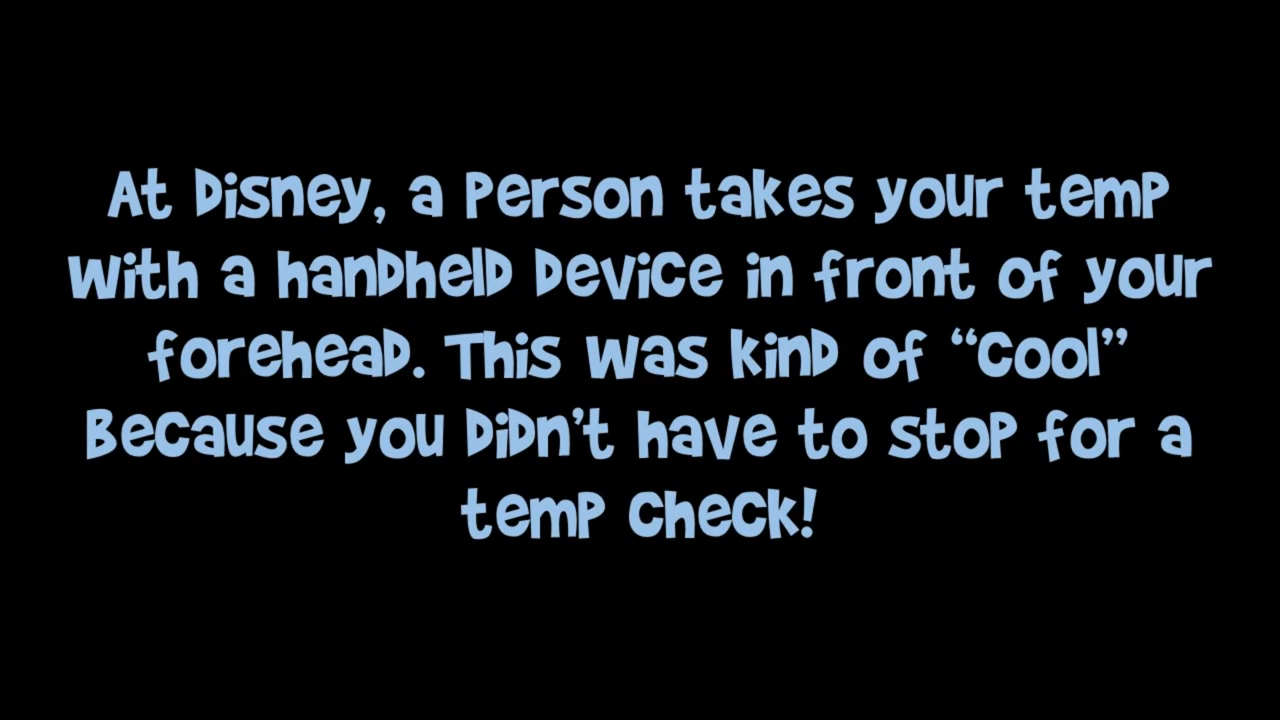 At Disney, a person takes your temp
with a handheld device in front of your
forehead. This was kind of “cool”
because you didn’t have to stop for a
temp check!